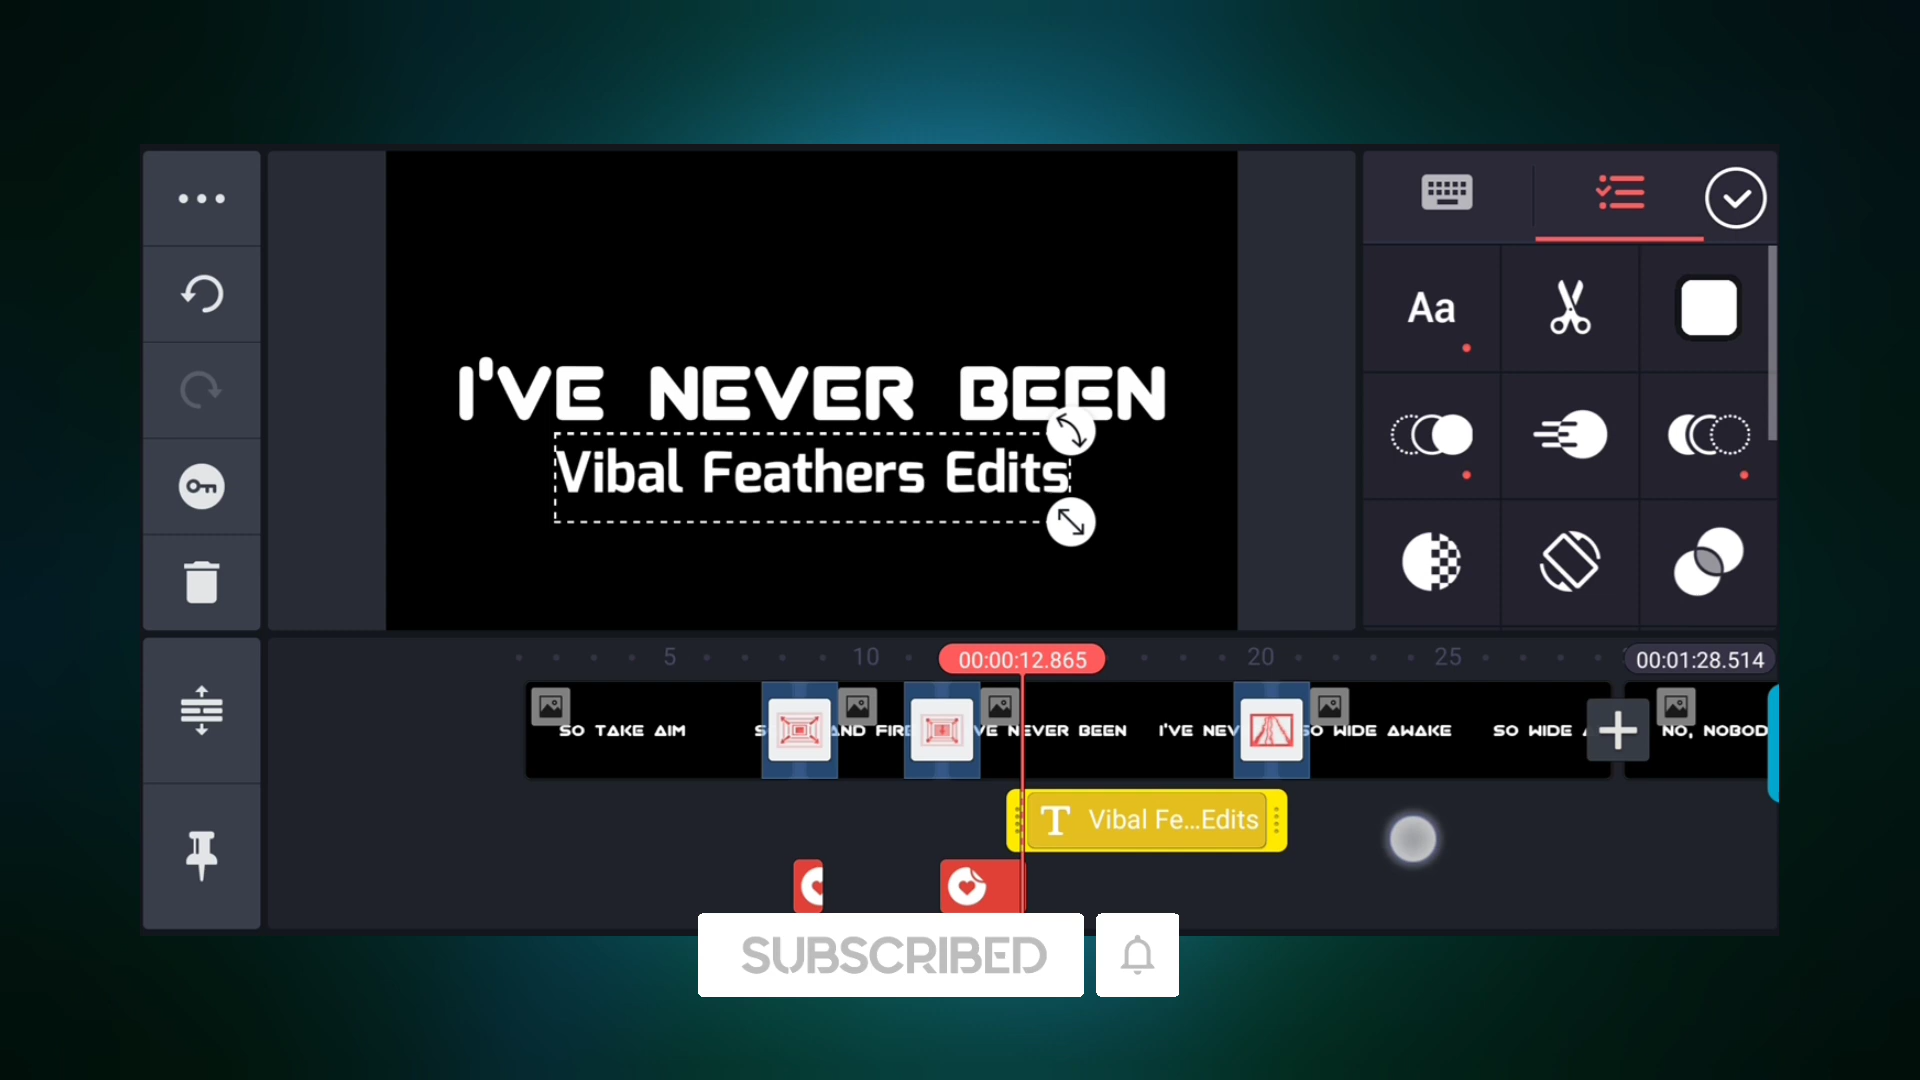 I'VE NEVER BEEN
Vibal Feathers Edits
Aa
5
10
00:00:12.865
20
25
00:01:28.514
SO TAKE AIM
AND FIRE
VE NEVER BEEN
I'VE NEV
SO WIDE AWAKE
SO WIDE
NO, NOBOD
T Vibal Fe...Edits
SUBSCRIBED